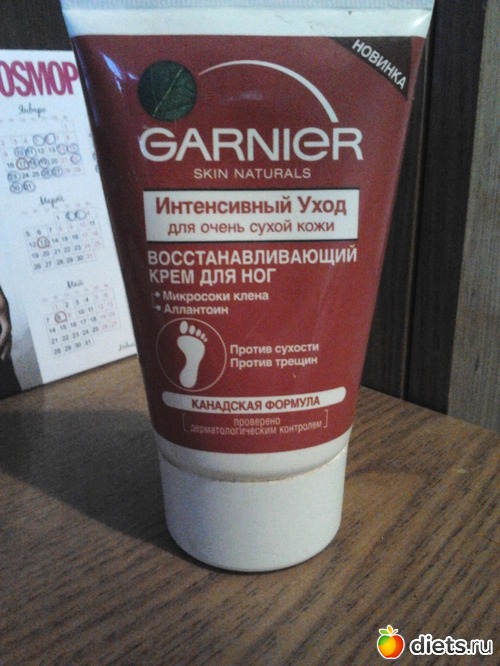 НОВИНКА
GARNIER
SKIN NATURALS
Интенсивный Уход
для очень сухой кожи
ВОССТАНАВЛИВАЮЩИЙ
КРЕМ ДЛЯ НОГ
Микросоки клена
Аллантоин
Против сухости
Против трещин
КАНАДСКАЯ ФОРМУЛА
проверено
дерматологическим контролем
OSMOP
Январь
Март
Май
diets.ru